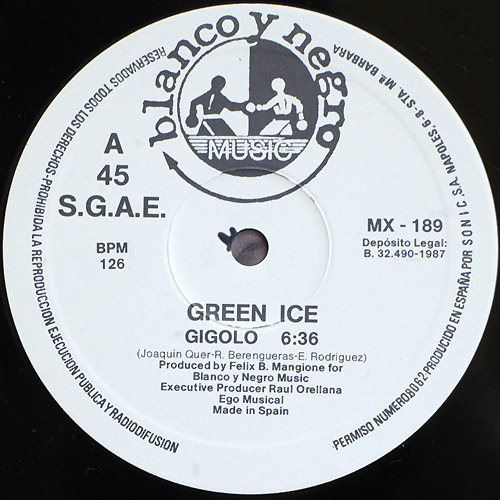 blanco y negro
MUSIC
A
45
S.G.A.E.
BPM
126
MX - 189
Depósito Legal:
B. 32.490-1987
GREEN ICE
GIGOLO 6:36
(Joaquin Quer-R. Berengueras-E. Rodriguez)
Produced by Felix B. Mangione for
Blanco y Negro Music
Executive Producer Raul Orellana
Ego Musical
Made in Spain
RESERVADOS TODOS LOS DERECHOS-PROHIBIDA LA REPRODUCCION EJECUCION PUBLICA Y RADIODIFUSION
PERMISO NUMERO 8062 PRODUCIDO EN ESPAÑA POR S O N I C S.A. NAPOLES, 6-8-STA. Mª. BARBARA